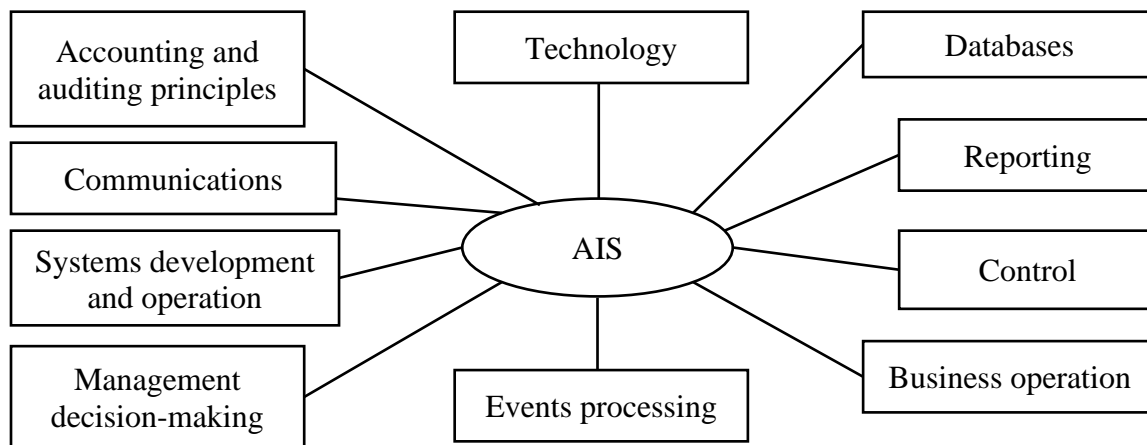 Accounting and
auditing principles
Technology
Databases
Communications
Reporting
AIS
Systems development
and operation
Control
Management
decision-making
Events processing
Business operation